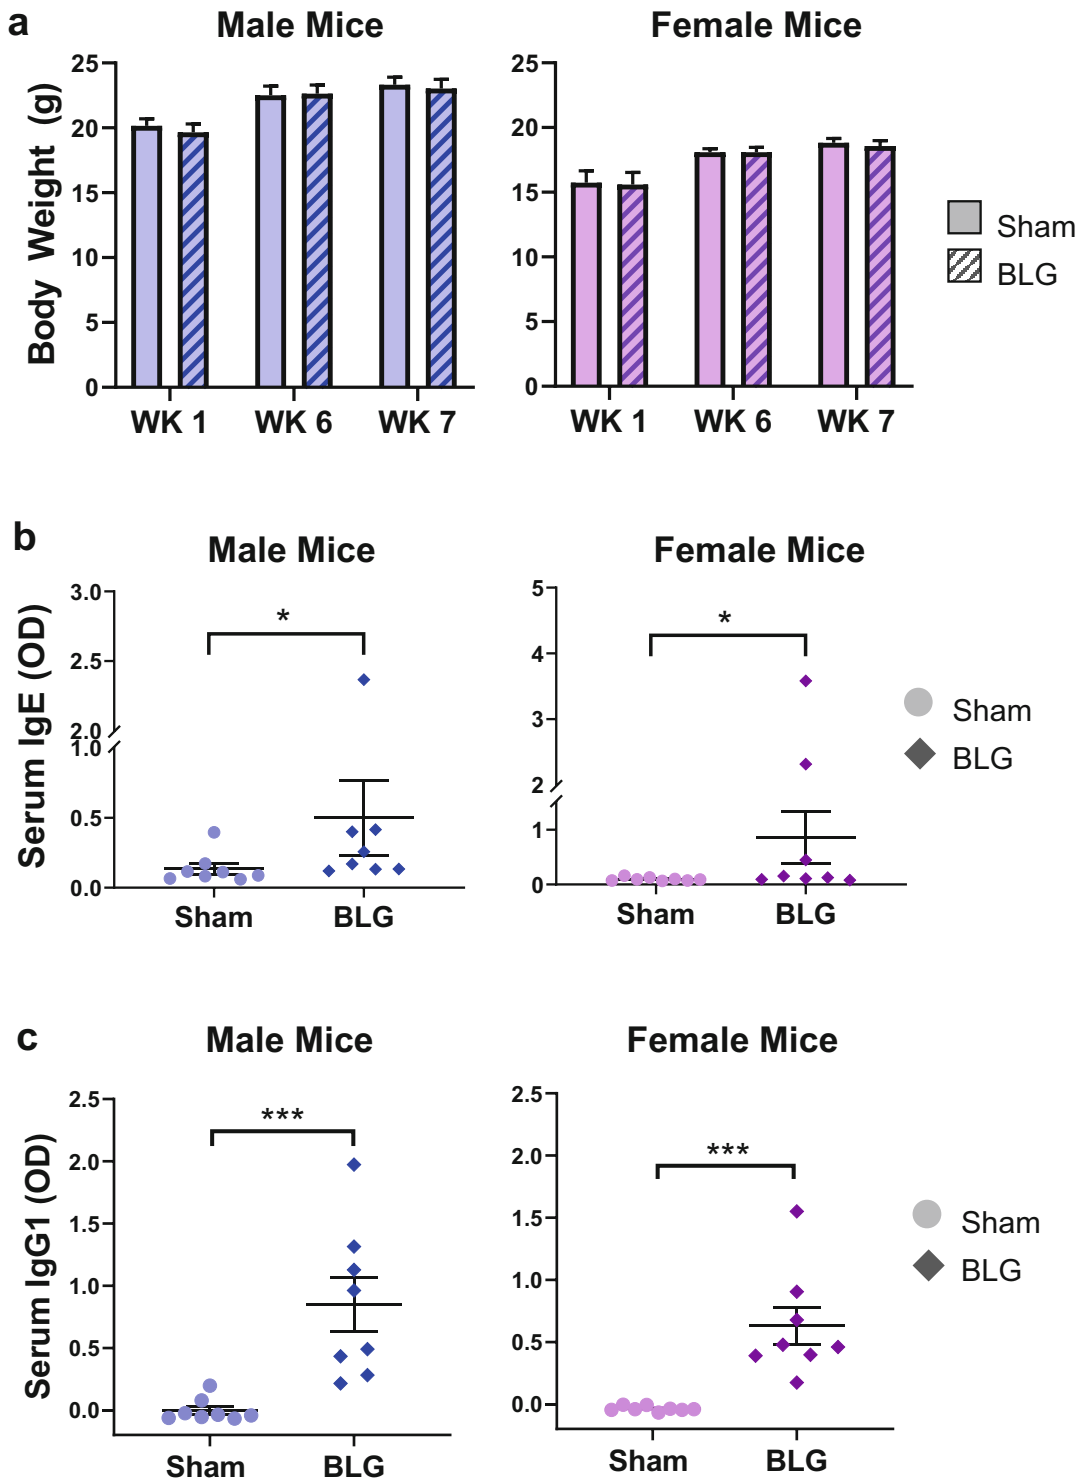 a
Male Mice
Female Mice
Body Weight (g)
25
20
15
10
5
0
WK 1
WK 6
WK 7
25
20
15
10
5
0
WK 1
WK 6
WK 7
Sham
BLG
b
Male Mice
Female Mice
Serum IgE (OD)
3.0
2.5
2.0
1.0
0.5
0.0
*
Sham
BLG
5
4
3
2
1
0
*
Sham
BLG
Sham
BLG
c
Male Mice
Female Mice
Serum IgG1 (OD)
2.5
2.0
1.5
1.0
0.5
0.0
***
Sham
BLG
2.5
2.0
1.5
1.0
0.5
0.0
***
Sham
BLG
Sham
BLG